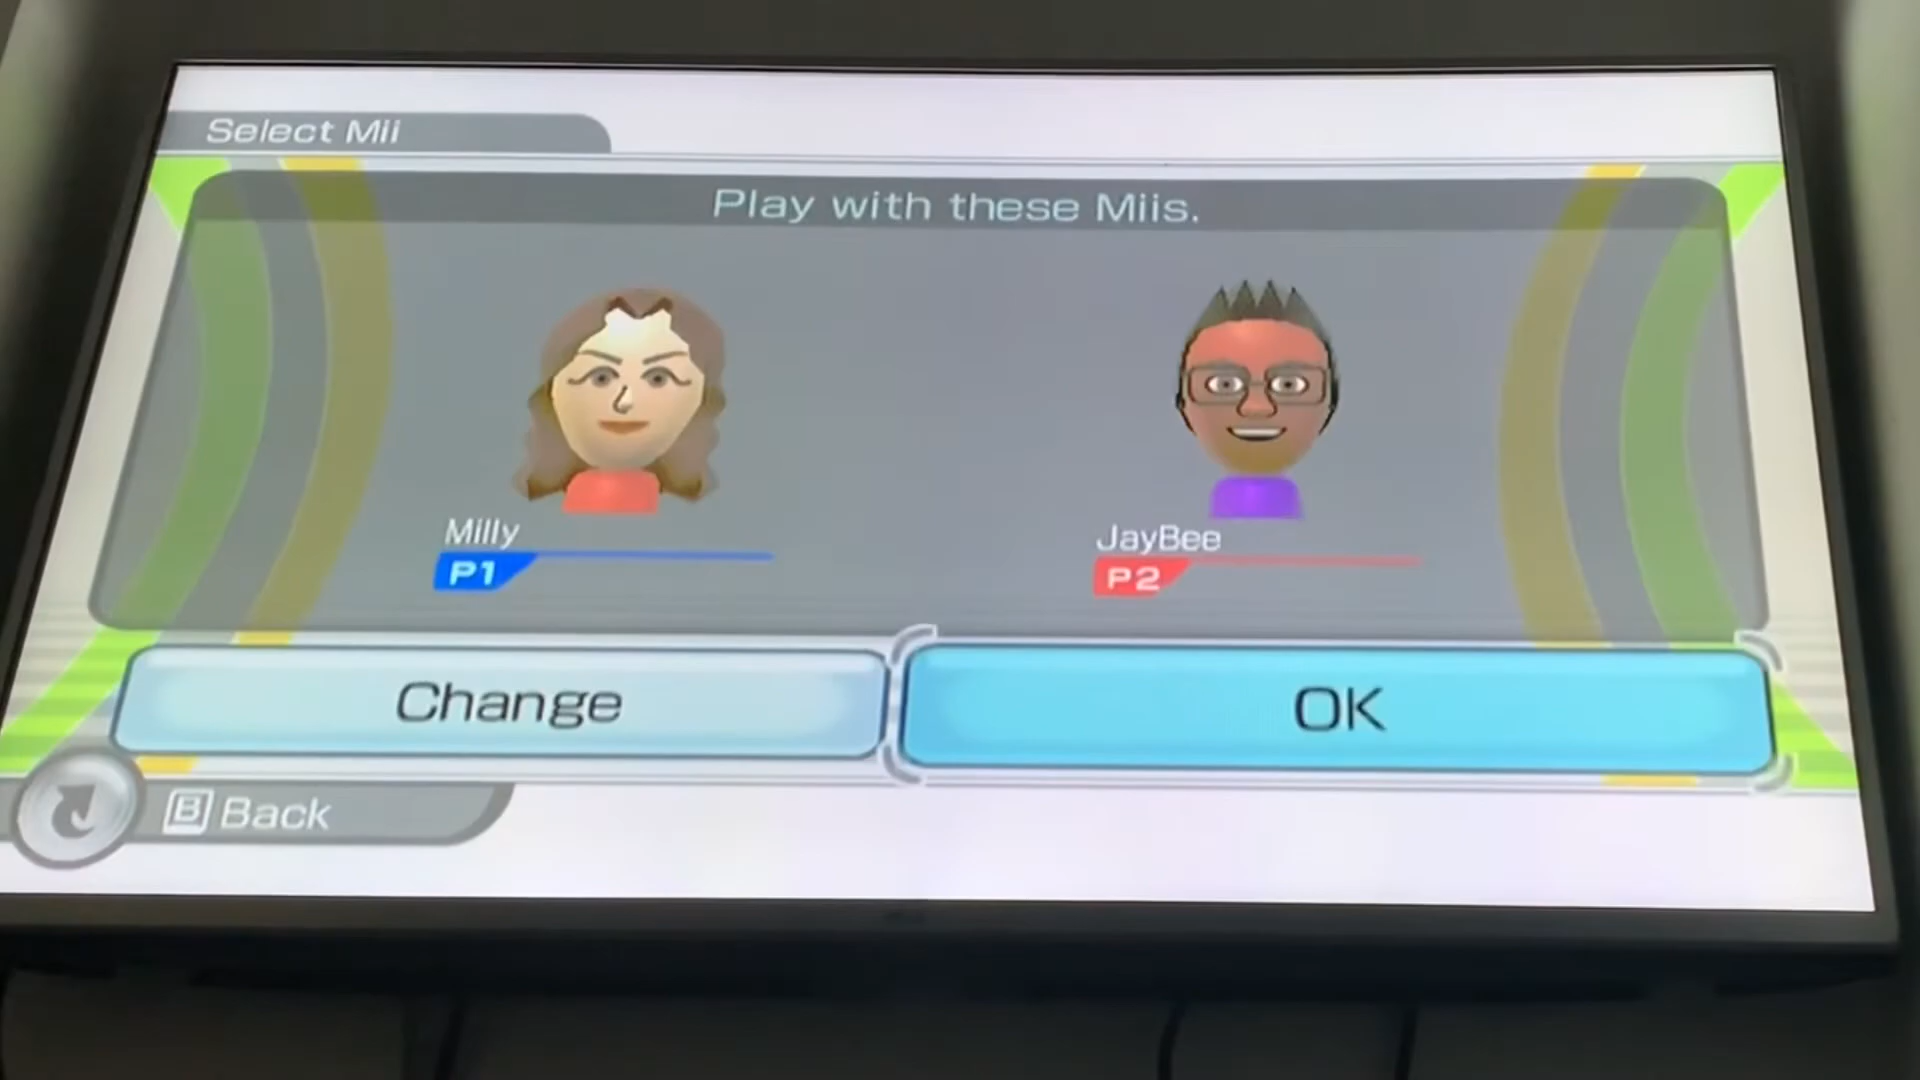 Select Mii
Play with these Miis.
Milly
P1
JayBee
P2
Change
OK
B Back